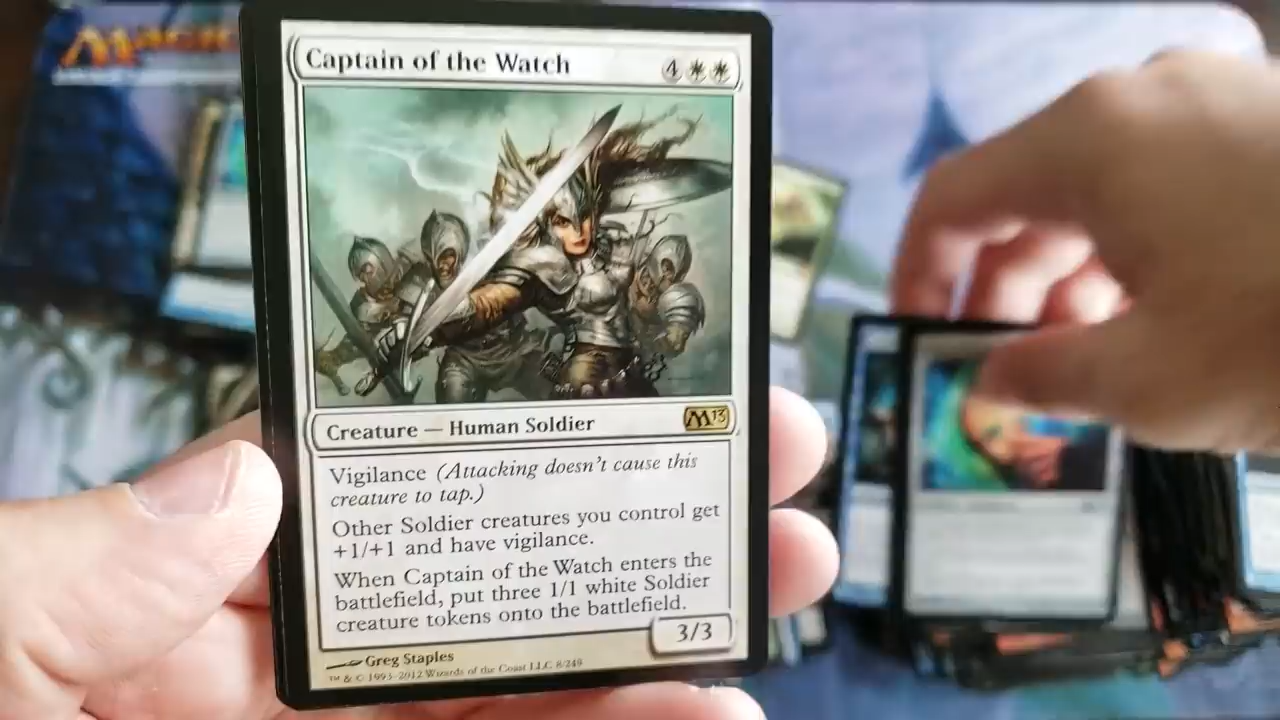 Magic
Captain of the Watch 4
Creature — Human Soldier M13
Vigilance (Attacking doesn't cause this
creature to tap.)
Other Soldier creatures you control get
+1/+1 and have vigilance.
When Captain of the Watch enters the
battlefield, put three 1/1 white Soldier
creature tokens onto the battlefield.
3/3
Greg Staples
™ & © 1993–2012 Wizards of the Coast LLC 8/249